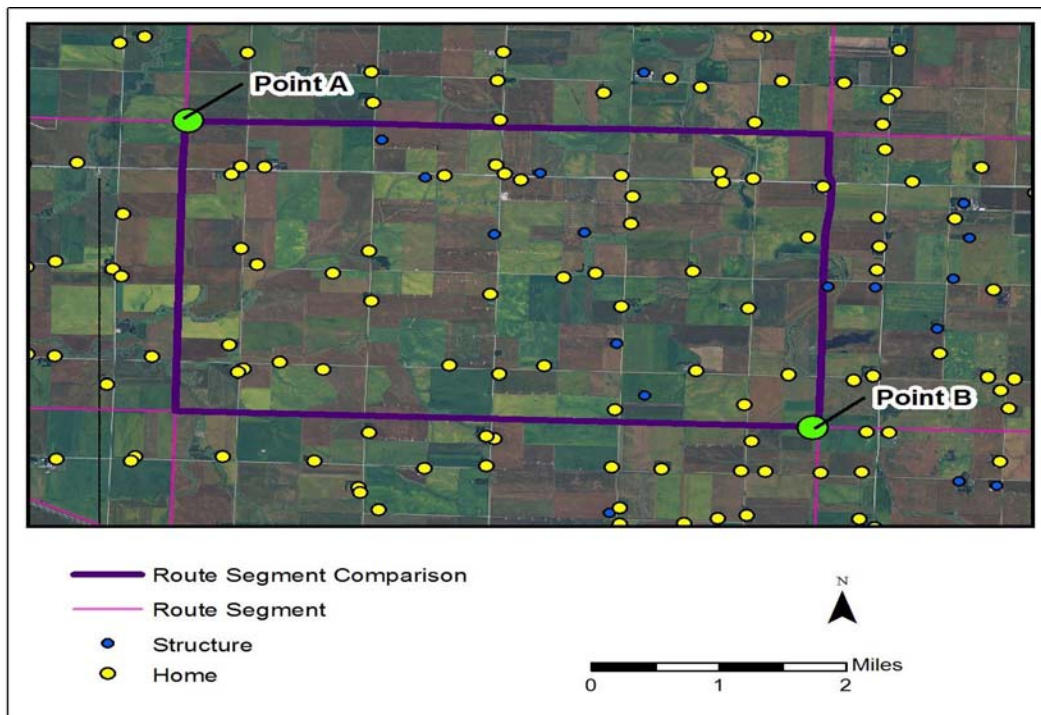 Point A
Point B
Route Segment Comparison
Route Segment
Structure
Home
N
Miles
0 1 2